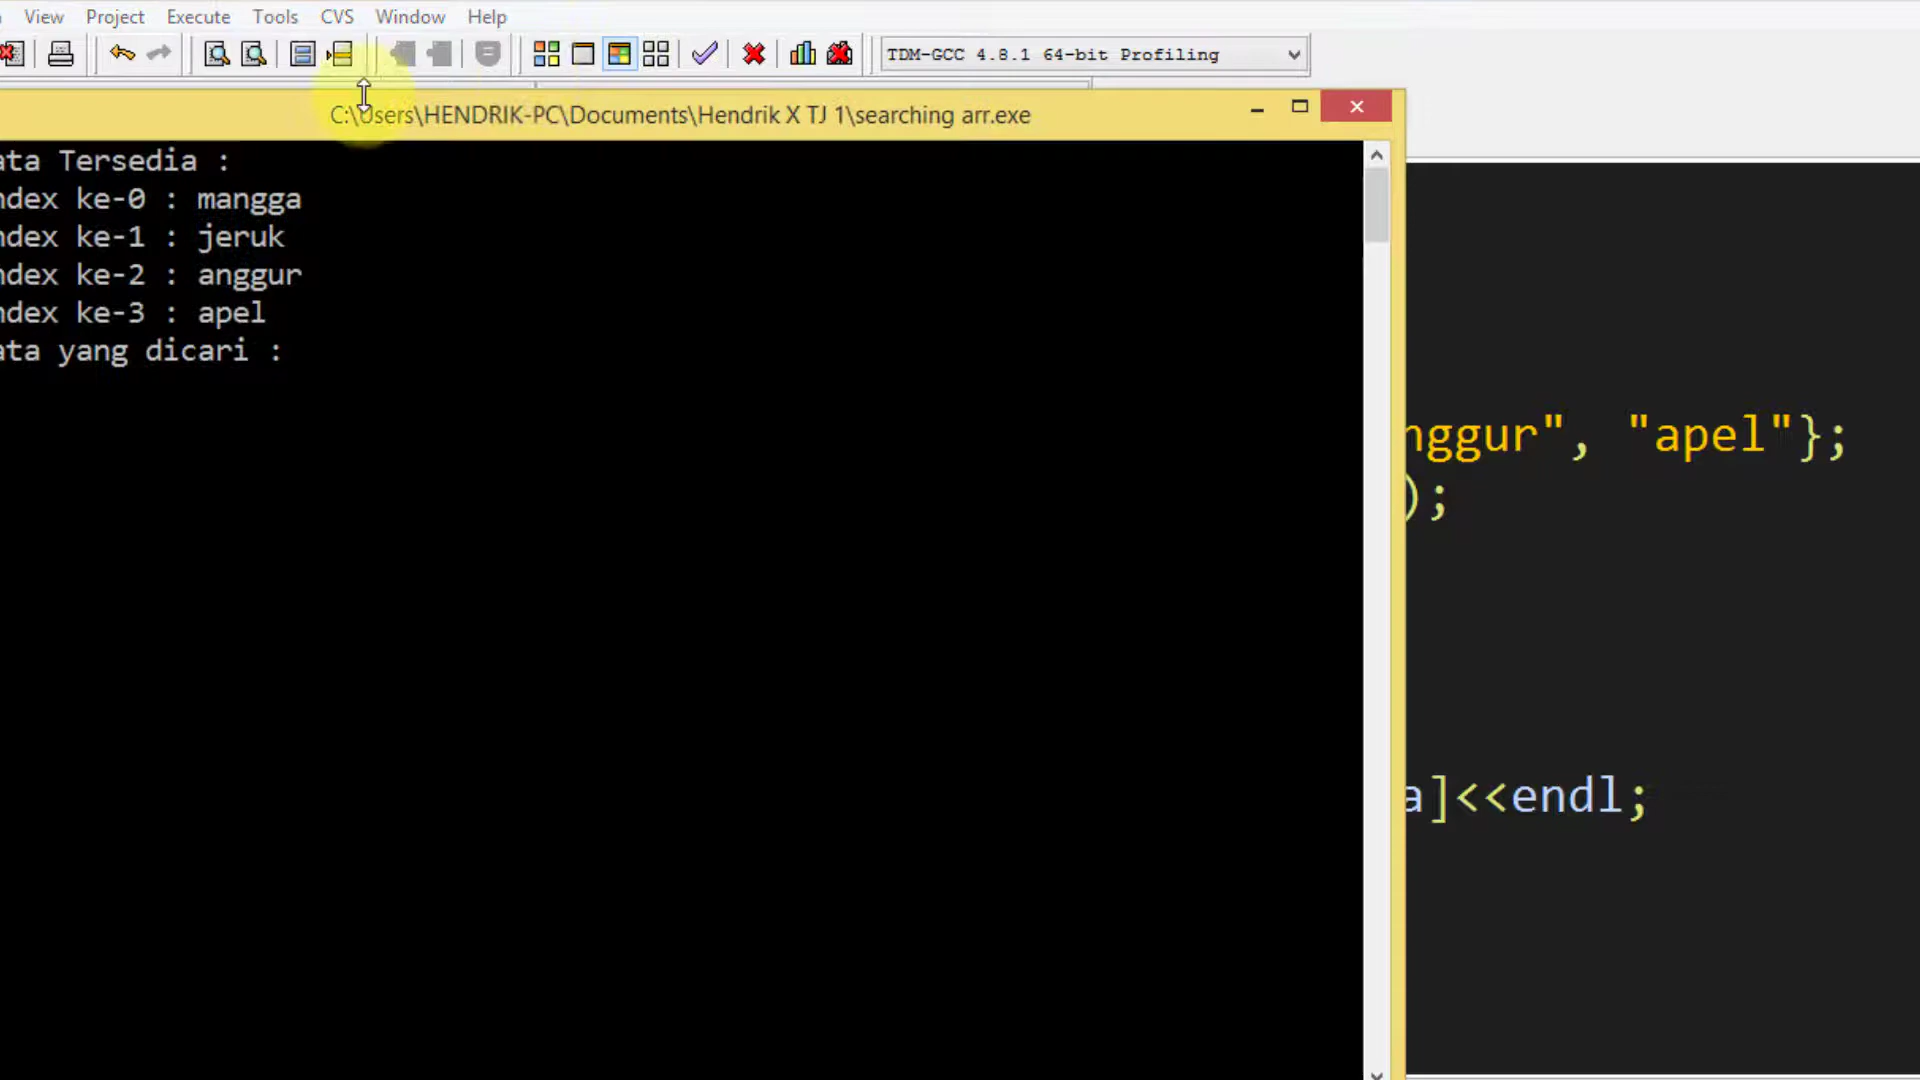 View Project Execute Tools CVS Window Help
TDM-GCC 4.8.1 64-bit Profiling
C:\Users\HENDRIK-PC\Documents\Hendrik X TJ 1\searching arr.exe
ata Tersedia :
ndex ke-0 : mangga
ndex ke-1 : jeruk
ndex ke-2 : anggur
ndex ke-3 : apel
ata yang dicari :
nggur", "apel"};
);
a]<<endl;